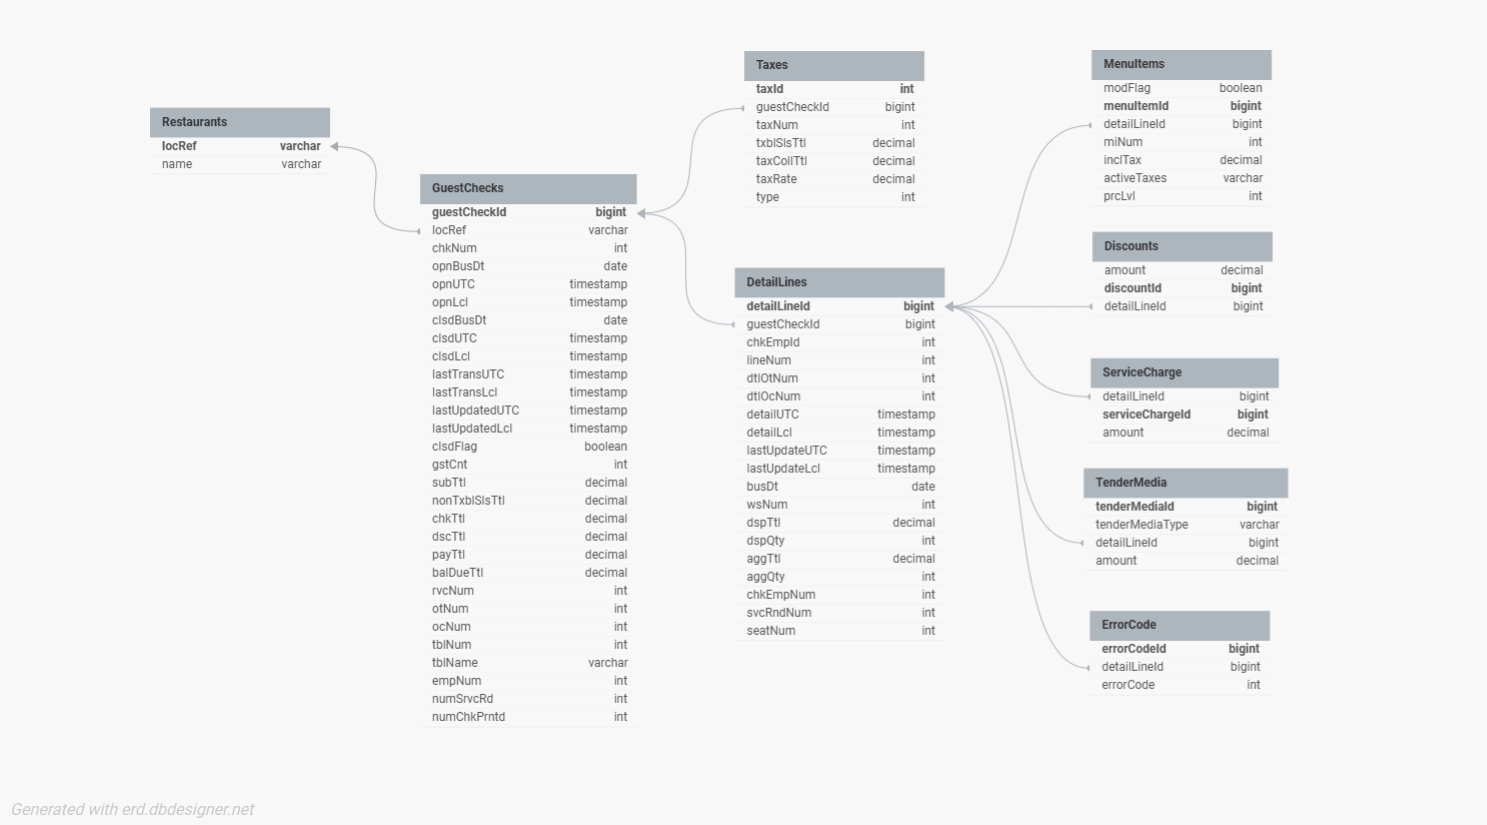 Restaurants
locRef varchar
name varchar
GuestChecks
guestCheckId bigint
locRef varchar
chkNum int
opnBusDt date
opnUTC timestamp
opnLcl timestamp
clsdBusDt date
clsdUTC timestamp
clsdLcl timestamp
lastTransUTC timestamp
lastTransLcl timestamp
lastUpdatedUTC timestamp
lastUpdatedLcl timestamp
clsdFlag boolean
gstCnt int
subTtl decimal
nonTxblSlsTtl decimal
chkTtl decimal
dscTtl decimal
payTtl decimal
balDueTtl decimal
rvcNum int
otNum int
ocNum int
tblNum int
tblName varchar
empNum int
numSrvcRd int
numChkPrntd int
Taxes
taxId int
guestCheckId bigint
taxNum int
txblSlsTtl decimal
taxCollTtl decimal
taxRate decimal
type int
DetailLines
detailLineId bigint
guestCheckId bigint
chkEmpId int
lineNum int
dtlOtNum int
dtlOcNum int
detailUTC timestamp
detailLcl timestamp
lastUpdateUTC timestamp
lastUpdateLcl timestamp
busDt date
wsNum int
dspTtl decimal
dspQty int
aggTtl decimal
aggQty int
chkEmpNum int
svcRndNum int
seatNum int
MenuItems
modFlag boolean
menuItemId bigint
detailLineId bigint
miNum int
inclTax decimal
activeTaxes varchar
prcLvl int
Discounts
amount decimal
discountId bigint
detailLineId bigint
ServiceCharge
detailLineId bigint
serviceChargeId bigint
amount decimal
TenderMedia
tenderMediaId bigint
tenderMediaType varchar
detailLineId bigint
amount decimal
ErrorCode
errorCodeId bigint
detailLineId bigint
errorCode int
Generated with erd.dbdesigner.net